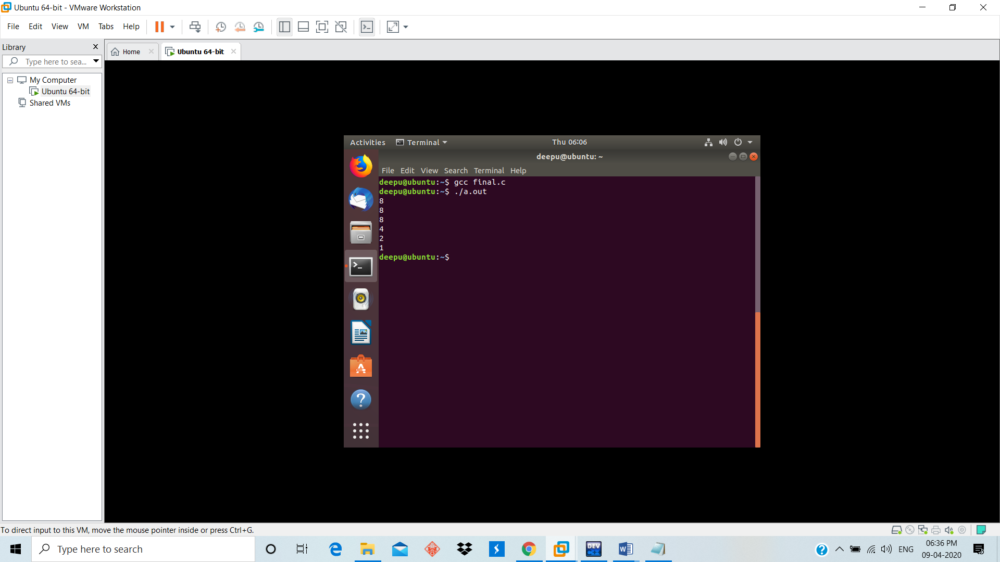 Ubuntu 64-bit - VMware Workstation
File Edit View VM Tabs Help
Library
Type here to sea...
Home
Ubuntu 64-bit
My Computer
Ubuntu 64-bit
Shared VMs
Activities Terminal Thu 06:06
deepu@ubuntu: ~
File Edit View Search Terminal Help
deepu@ubuntu:~$ gcc final.c
deepu@ubuntu:~$ ./a.out
8
8
8
4
2
1
deepu@ubuntu:~$
To direct input to this VM, move the mouse pointer inside or press Ctrl+G.
Type here to search
DEV
C++
ENG
06:36 PM
09-04-2020